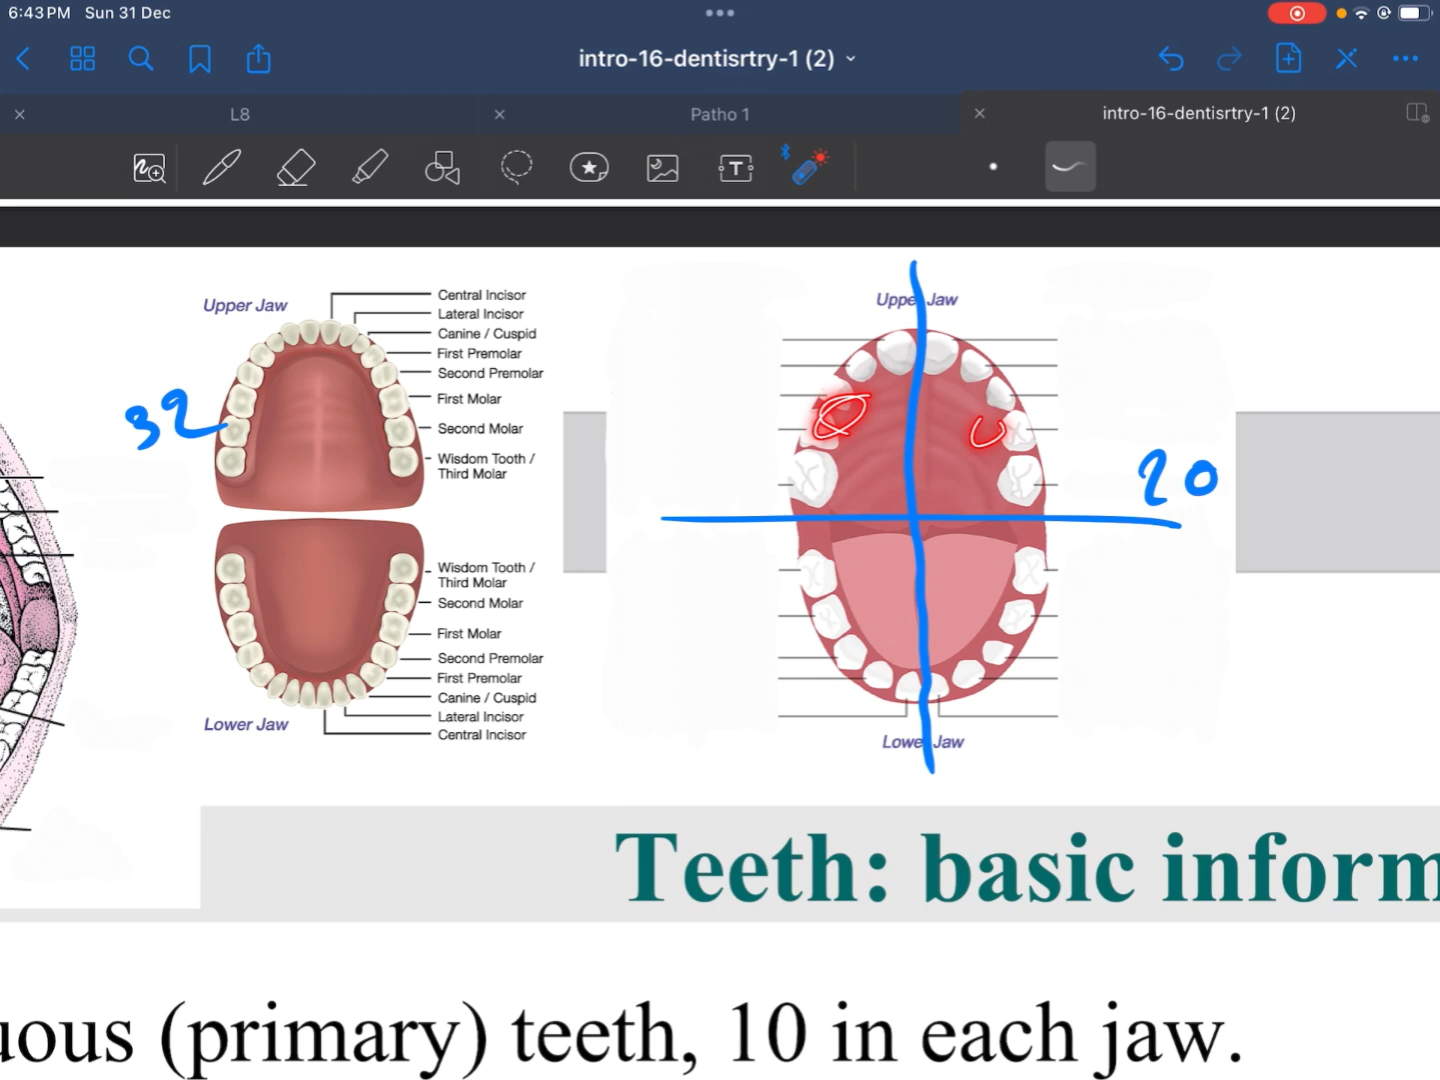 6:43 PM Sun 31 Dec
intro-16-dentisrtry-1 (2)
L8
Patho 1
intro-16-dentisrtry-1 (2)
T
Upper Jaw
Central Incisor
Lateral Incisor
Canine / Cuspid
First Premolar
Second Premolar
First Molar
Second Molar
Wisdom Tooth /
Third Molar
32
Wisdom Tooth /
Third Molar
Second Molar
First Molar
Second Premolar
First Premolar
Canine / Cuspid
Lateral Incisor
Central Incisor
Lower Jaw
Upper Jaw
20
Lower Jaw
Teeth: basic inform
uous (primary) teeth, 10 in each jaw.